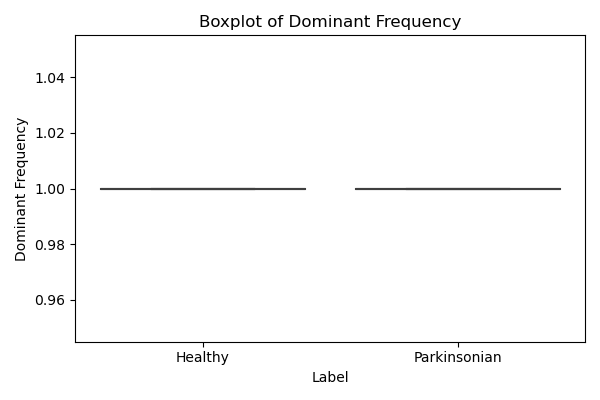 Boxplot of Dominant Frequency
Dominant Frequency
1.04
1.02
1.00
0.98
0.96
Healthy
Parkinsonian
Label